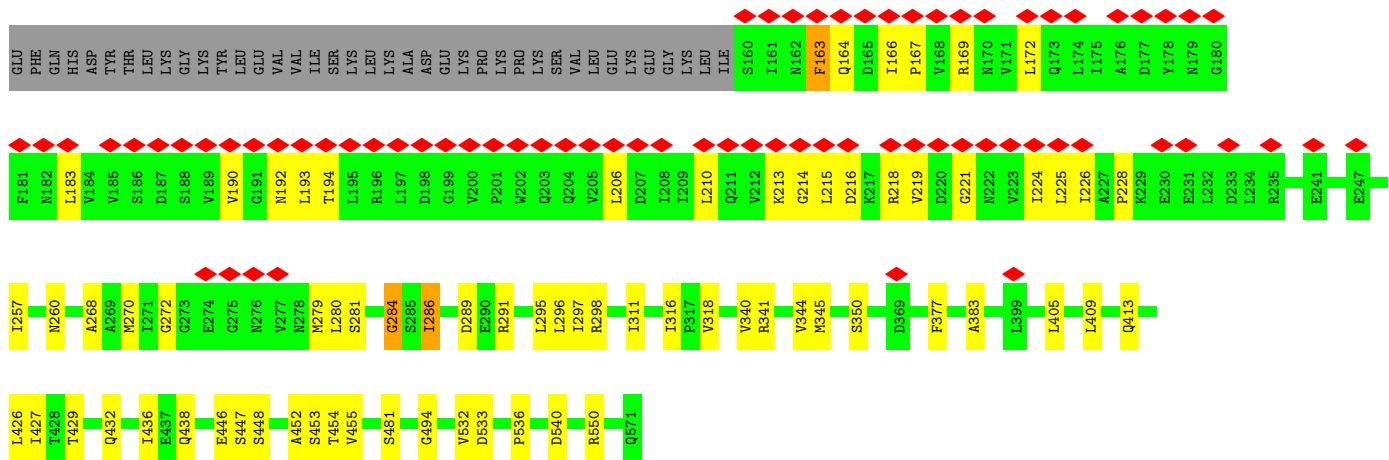 GLU PHE GLN HIS ASP TYR THR LEU LYS GLY LYS TYR LEU GLU VAL VAL ILE SER LYS LEU LYS ALA ASP GLU LYS PRO LYS PRO LYS SER VAL LEU GLU LYS GLU GLY LYS LEU ILE S160 I161 N162 F163 Q164 D165 I166 P167 V168 R169 N170 V171 L172 Q173 L174 I175 A176 D177 Y178 N179 G180
F181 N182 L183 V184 V185 S186 D187 S188 V189 V190 G191 N192 L193 T194 L195 R196 L197 D198 G199 V200 P201 W202 Q203 Q204 V205 L206 D207 I208 I209 L210 Q211 V212 K213 G214 L215 D216 K217 R218 V219 D220 G221 N222 V223 I224 L225 I226 A227 P228 K229 E230 E231 L232 D233 L234 R235 E241 E247
I257 N260 A268 A269 M270 I271 G272 G273 E274 G275 N276 V277 N278 M279 L280 S281 G284 S285 I286 D289 E290 R291 L295 L296 I297 R298 I311 I316 P317 V318 V340 R341 V344 M345 S350 D369 F377 A383 L399 L405 L409 Q413
L426 I427 T428 T429 Q432 I436 E437 Q438 E446 S447 S448 A452 S453 T454 V455 S481 G494 V532 D533 P536 D540 R550 Q571